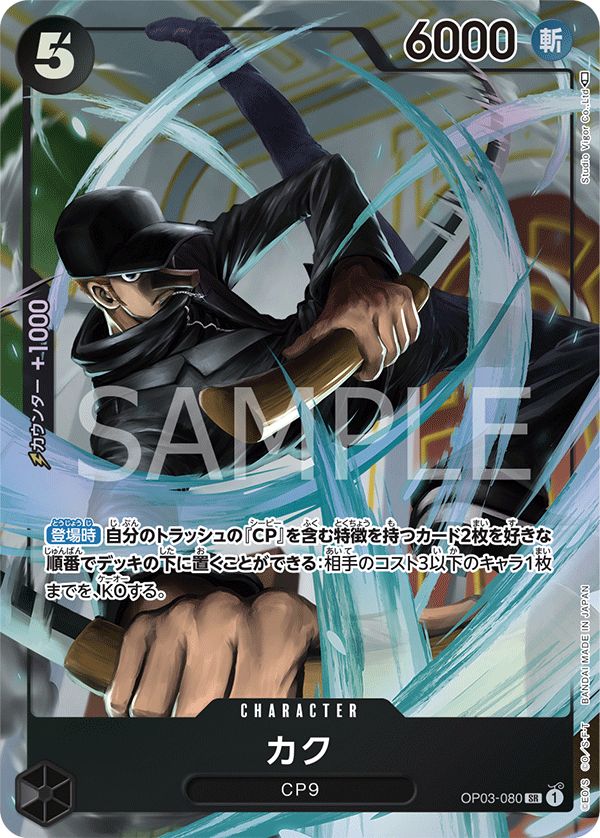 5
6000
斬
Studio Vigor Co.,Ltd
カウンター +1000
SAMPLE
登場時 自分のトラッシュの『CP』を含む特徴を持つカード2枚を好きな
順番でデッキの下に置くことができる:相手のコスト3以下のキャラ1枚
までを、KOする。
CHARACTER
カク
CP9
OP03-080 SR 1
©EO/S ©O/S・F・T BANDAI MADE IN JAPAN